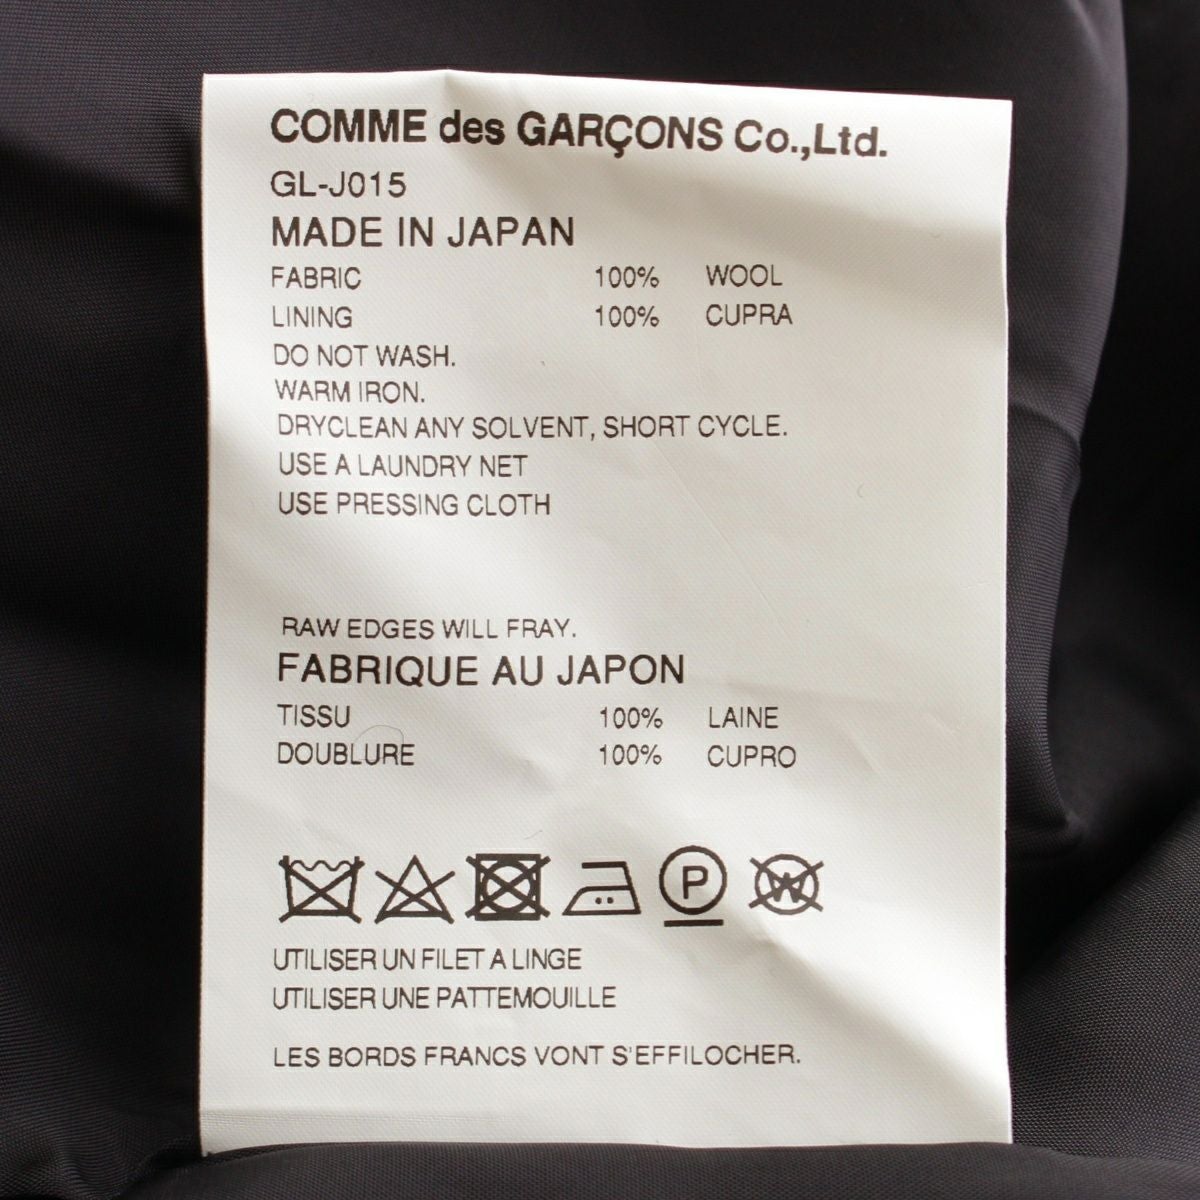 COMME des GARÇONS Co.,Ltd.
GL-J015
MADE IN JAPAN
FABRIC 100% WOOL
LINING 100% CUPRA
DO NOT WASH.
WARM IRON.
DRYCLEAN ANY SOLVENT, SHORT CYCLE.
USE A LAUNDRY NET
USE PRESSING CLOTH
RAW EDGES WILL FRAY.
FABRIQUE AU JAPON
TISSU 100% LAINE
DOUBLURE 100% CUPRO
P W
UTILISER UN FILET A LINGE
UTILISER UNE PATTEMOUILLE
LES BORDS FRANCS VONT S'EFFILOCHER.